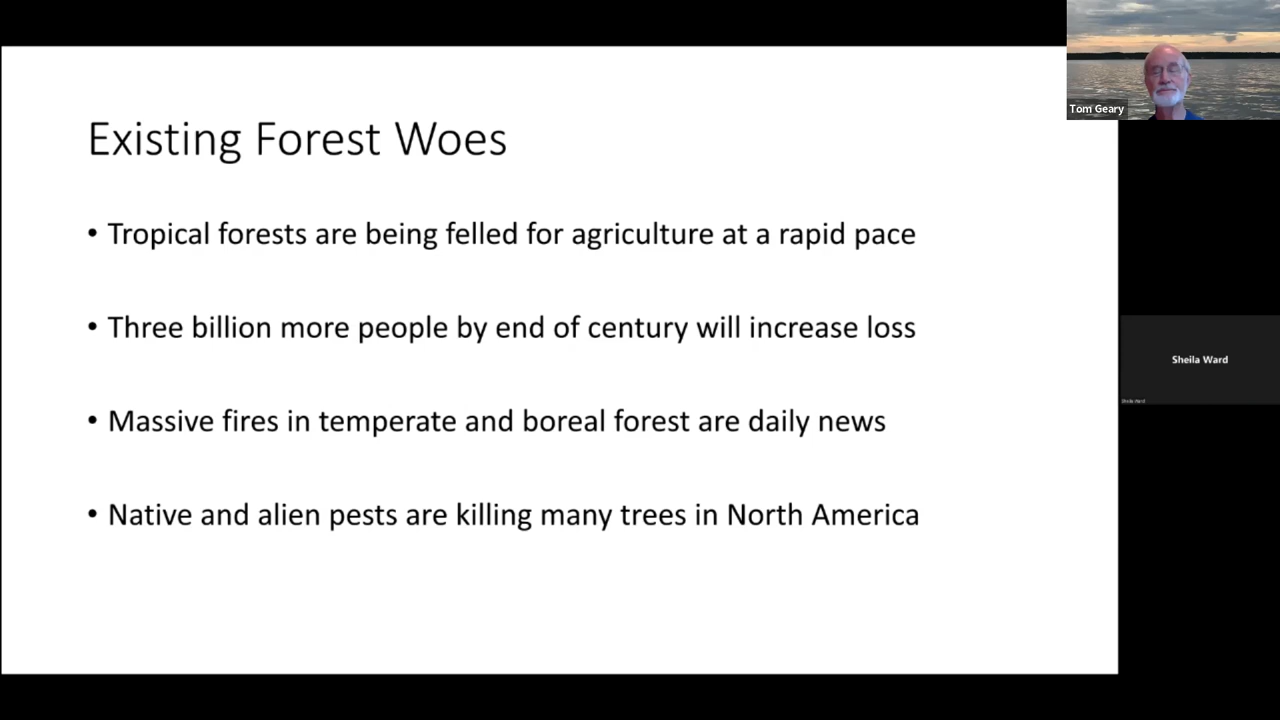 Existing Forest Woes
• Tropical forests are being felled for agriculture at a rapid pace
• Three billion more people by end of century will increase loss
• Massive fires in temperate and boreal forest are daily news
• Native and alien pests are killing many trees in North America
Tom Geary
Sheila Ward
Sheila Ward